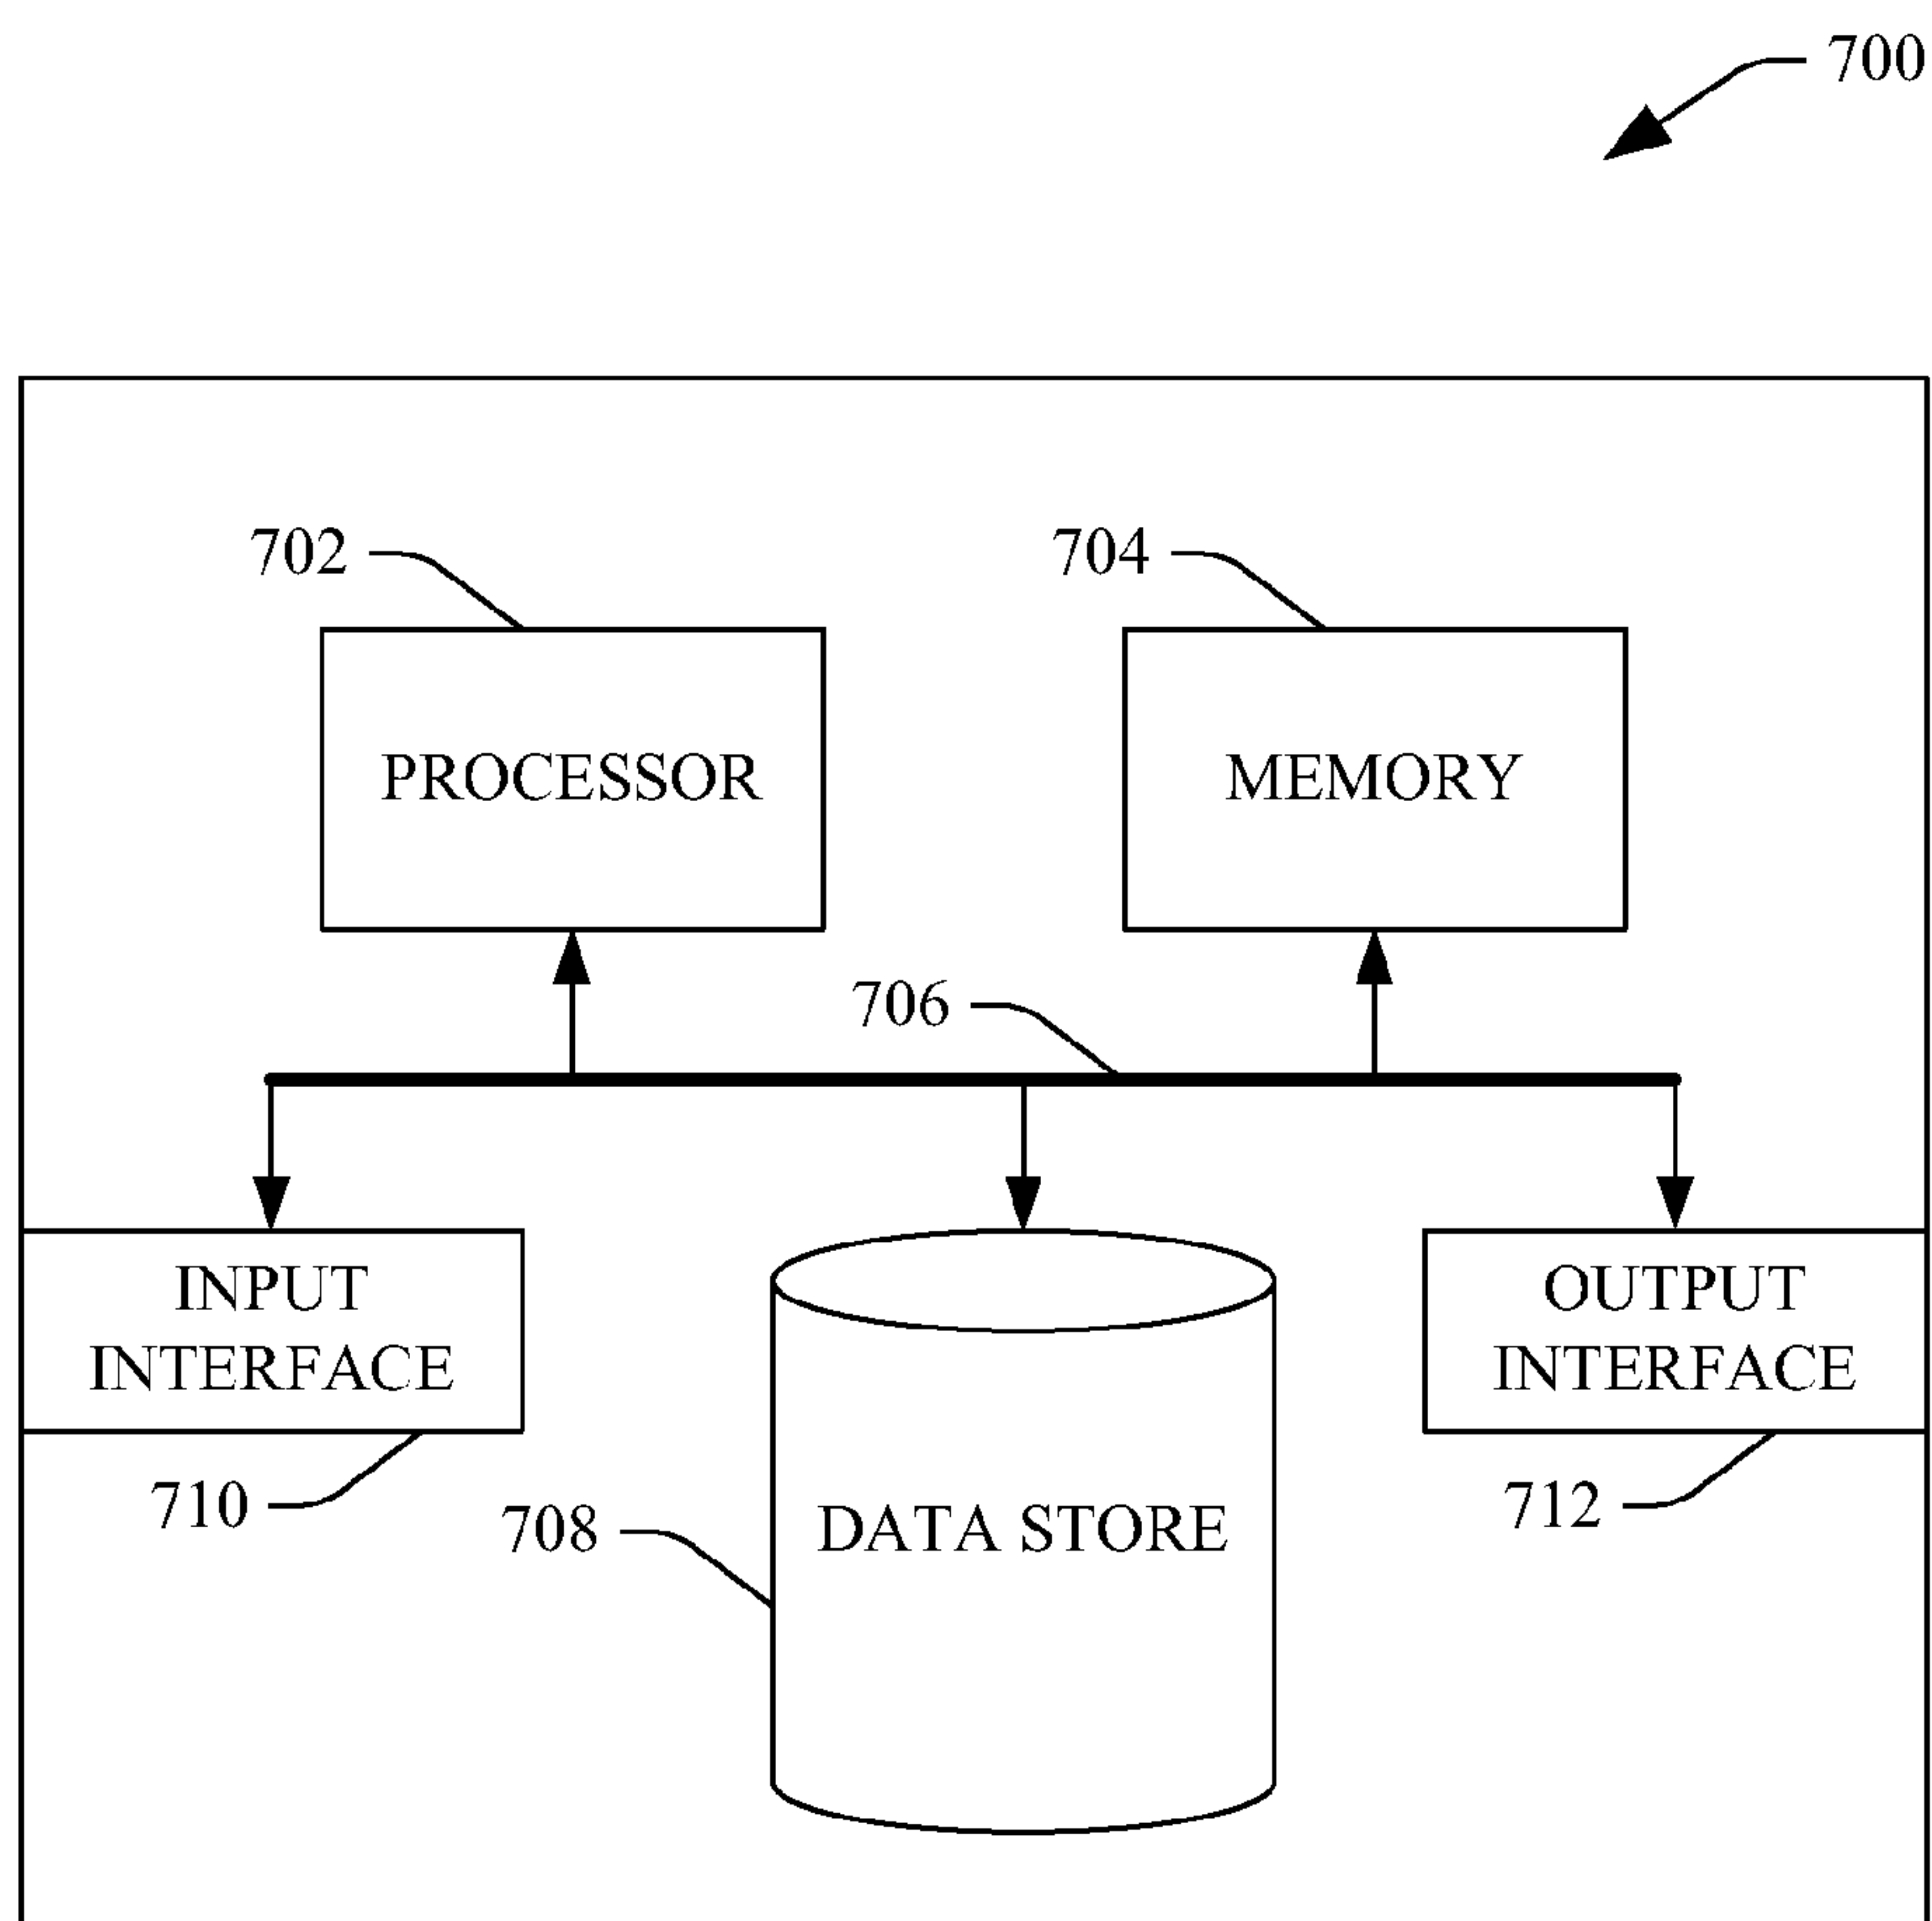 700
702
704
PROCESSOR
MEMORY
706
INPUT
INTERFACE
OUTPUT
INTERFACE
710
708
DATA STORE
712